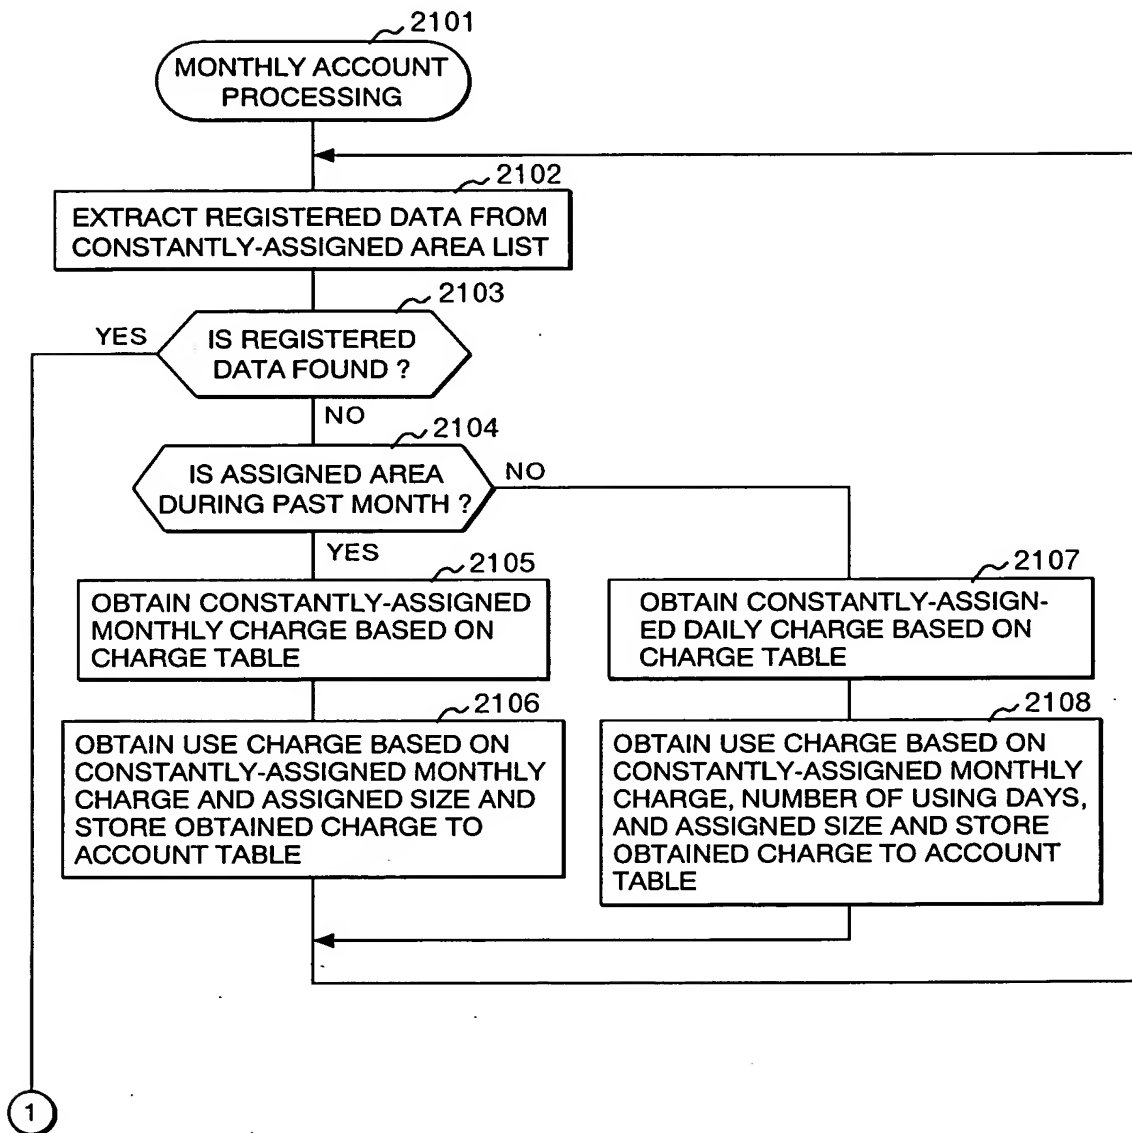 2101
MONTHLY ACCOUNT
PROCESSING
2102
EXTRACT REGISTERED DATA FROM
CONSTANTLY-ASSIGNED AREA LIST
2103
YES
IS REGISTERED
DATA FOUND ?
NO
2104
IS ASSIGNED AREA
DURING PAST MONTH ?
NO
YES
2105
OBTAIN CONSTANTLY-ASSIGNED
MONTHLY CHARGE BASED ON
CHARGE TABLE
2107
OBTAIN CONSTANTLY-ASSIGN-
ED DAILY CHARGE BASED ON
CHARGE TABLE
2106
OBTAIN USE CHARGE BASED ON
CONSTANTLY-ASSIGNED MONTHLY
CHARGE AND ASSIGNED SIZE AND
STORE OBTAINED CHARGE TO
ACCOUNT TABLE
2108
OBTAIN USE CHARGE BASED ON
CONSTANTLY-ASSIGNED MONTHLY
CHARGE, NUMBER OF USING DAYS,
AND ASSIGNED SIZE AND STORE
OBTAINED CHARGE TO ACCOUNT
TABLE
1